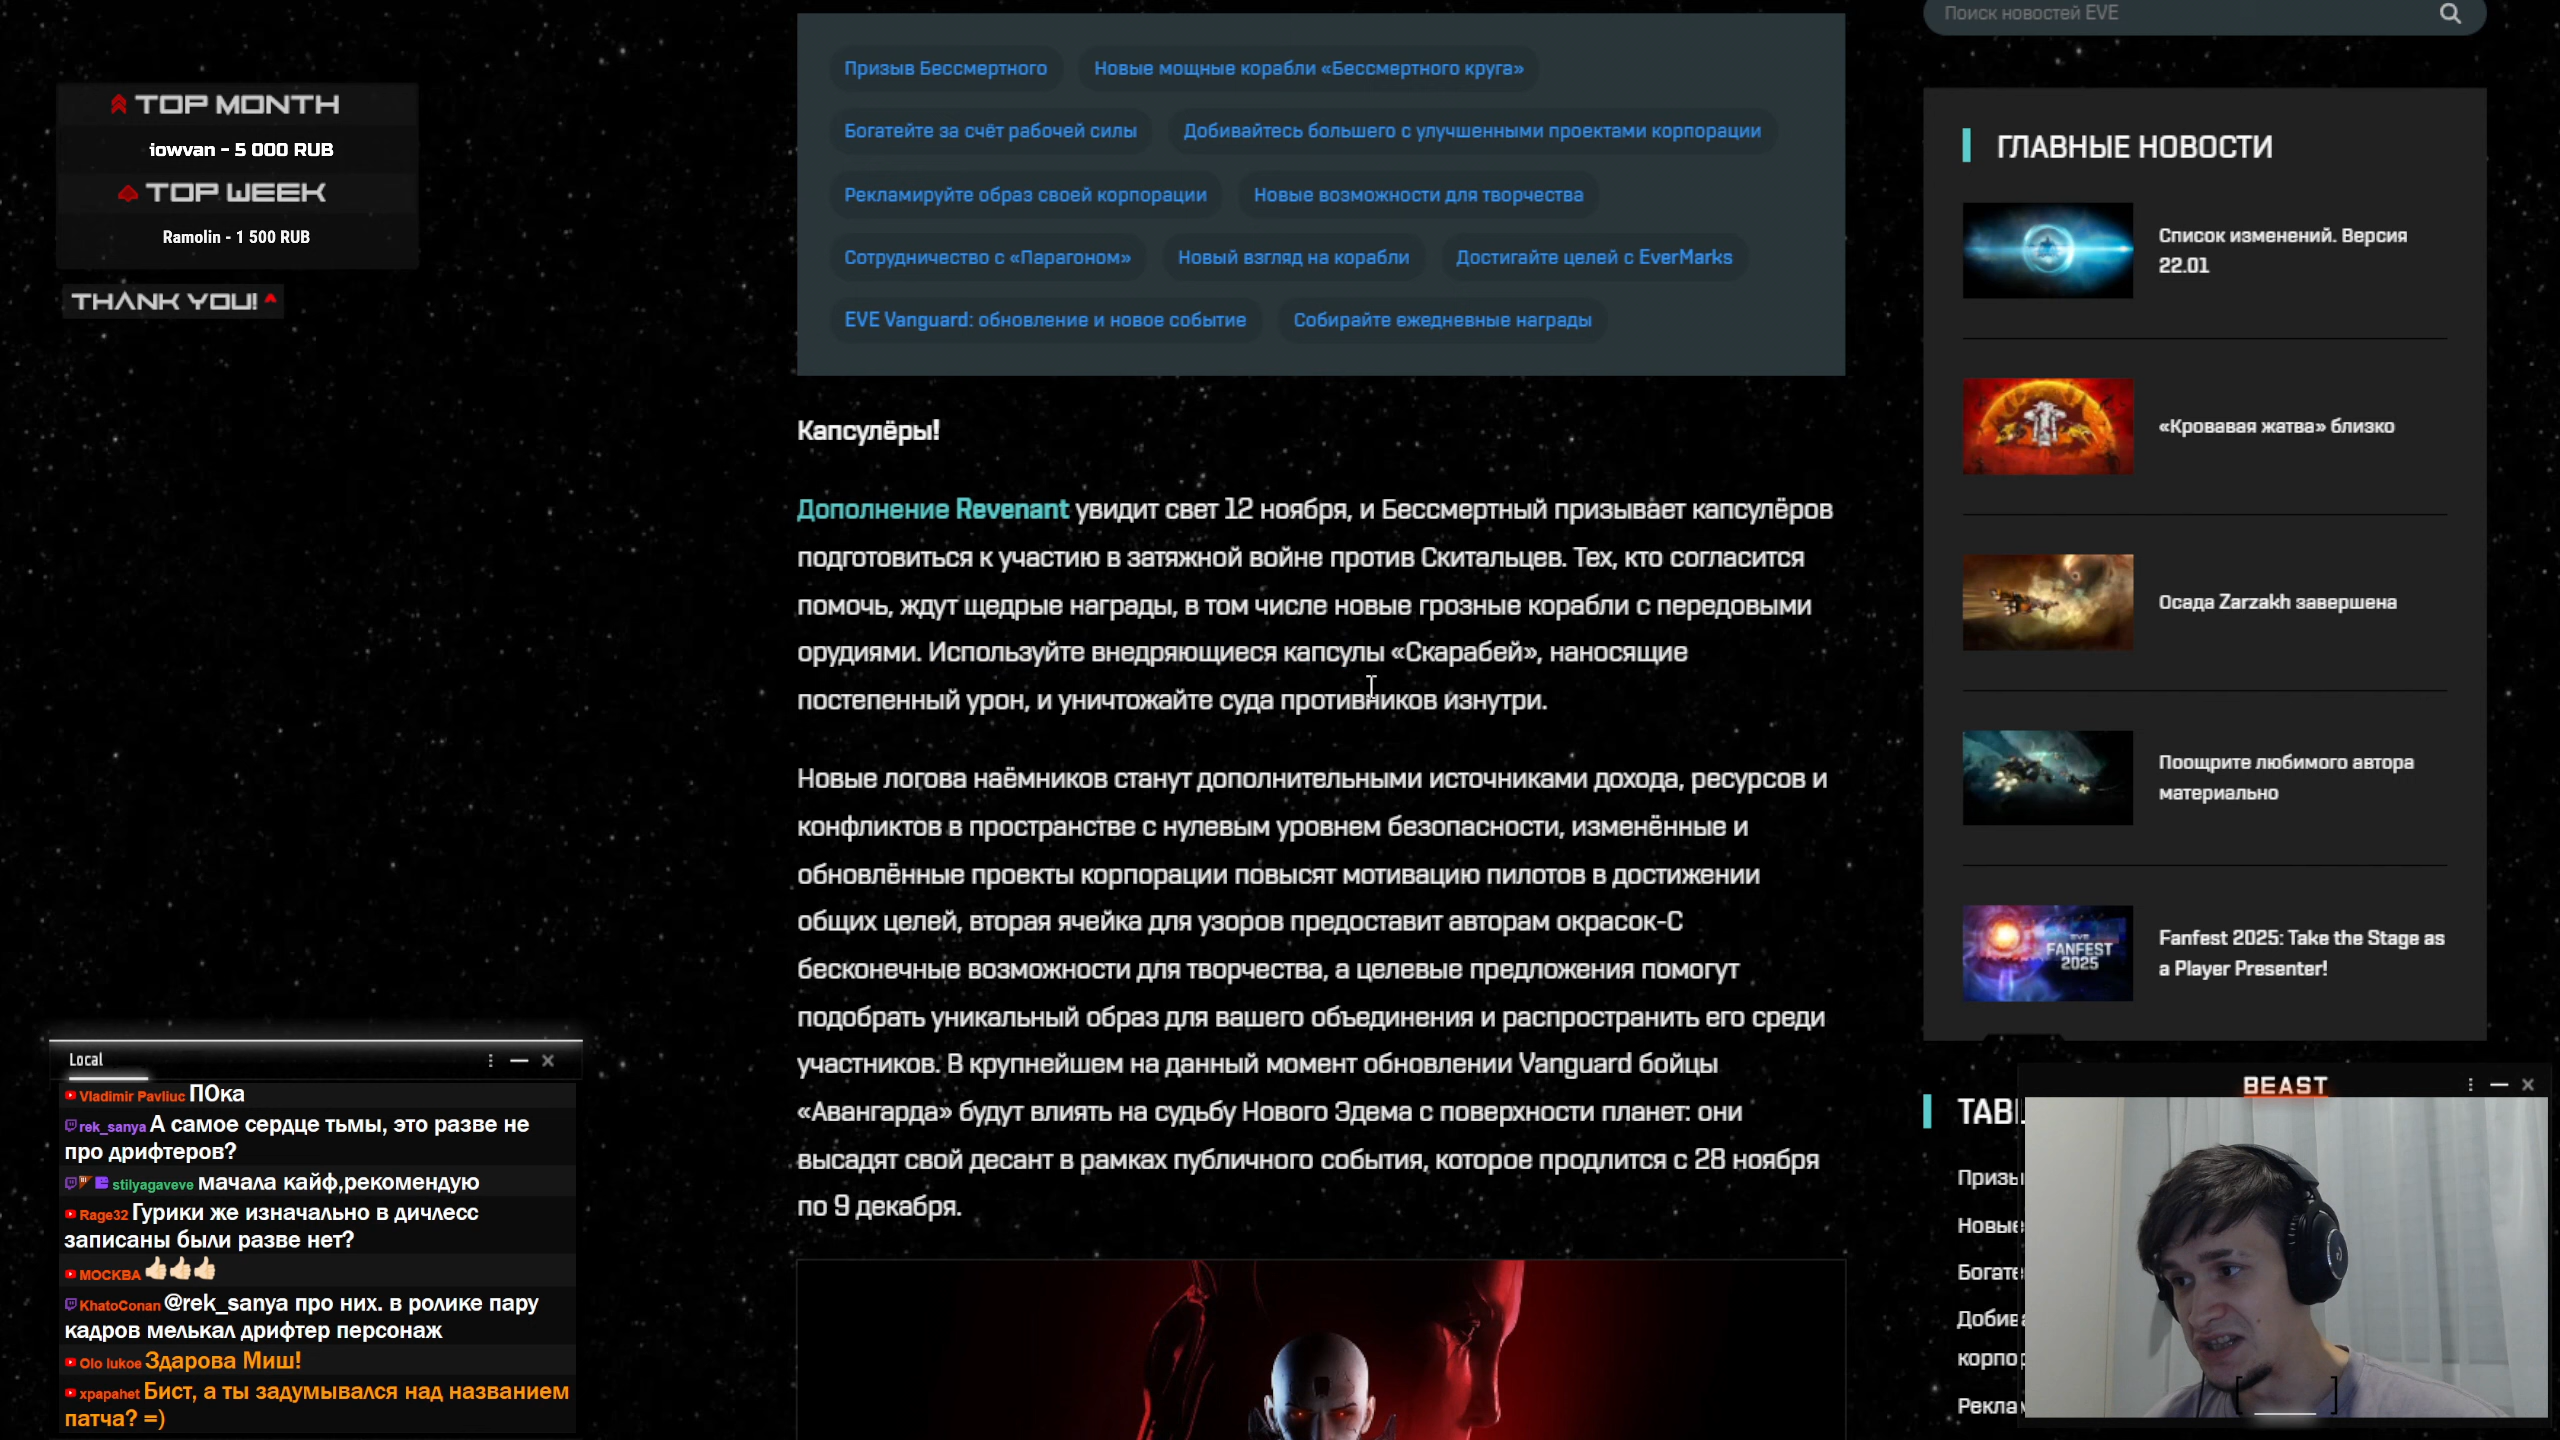 TOP MONTH
iowvan - 5 000 RUB
TOP WEEK
Ramolin - 1 500 RUB
THANK YOU!
Призыв Бессмертного
Новые мощные корабли «Бессмертного круга»
Богатейте за счёт рабочей силы
Добивайтесь большего с улучшенными проектами корпорации
Рекламируйте образ своей корпорации
Новые возможности для творчества
Сотрудничество с «Парагоном»
Новый взгляд на корабли
Достигайте целей с EverMarks
EVE Vanguard: обновление и новое событие
Собирайте ежедневные награды
Капсулёры!
Дополнение Revenant увидит свет 12 ноября, и Бессмертный призывает капсулёров
подготовиться к участию в затяжной войне против Скитальцев. Тех, кто согласится
помочь, ждут щедрые награды, в том числе новые грозные корабли с передовыми
орудиями. Используйте внедряющиеся капсулы «Скарабей», наносящие
постепенный урон, и уничтожайте суда противников изнутри.
Новые логова наёмников станут дополнительными источниками дохода, ресурсов и
конфликтов в пространстве с нулевым уровнем безопасности, изменённые и
обновлённые проекты корпорации повысят мотивацию пилотов в достижении
общих целей, вторая ячейка для узоров предоставит авторам окрасок-С
бесконечные возможности для творчества, а целевые предложения помогут
подобрать уникальный образ для вашего объединения и распространить его среди
участников. В крупнейшем на данный момент обновлении Vanguard бойцы
«Авангарда» будут влиять на судьбу Нового Эдема с поверхности планет: они
высадят свой десант в рамках публичного события, которое продлится с 28 ноября
по 9 декабря.
Поиск новостей EVE
ГЛАВНЫЕ НОВОСТИ
Список изменений. Версия
22.01
«Кровавая жатва» близко
Осада Zarzakh завершена
Поощрите любимого автора
материально
EVE
FANFEST
2025
Fanfest 2025: Take the Stage as
a Player Presenter!
Призы
Новые
Богате
Добива
корпор
Реклам
BEAST
Local
Vladimir Pavliuc ПОка
rek_sanya А самое сердце тьмы, это разве не
про дрифтеров?
stilyagaveve мачала кайф,рекомендую
Rage32 Гурики же изначально в дичлесс
записаны были разве нет?
МОСКВА 👍🏻👍🏻👍🏻
KhatoConan @rek_sanya про них. в ролике пару
кадров мелькал дрифтер персонаж
Olo lukoe Здарова Миш!
xpapahet Бист, а ты задумывался над названием
патча? =)